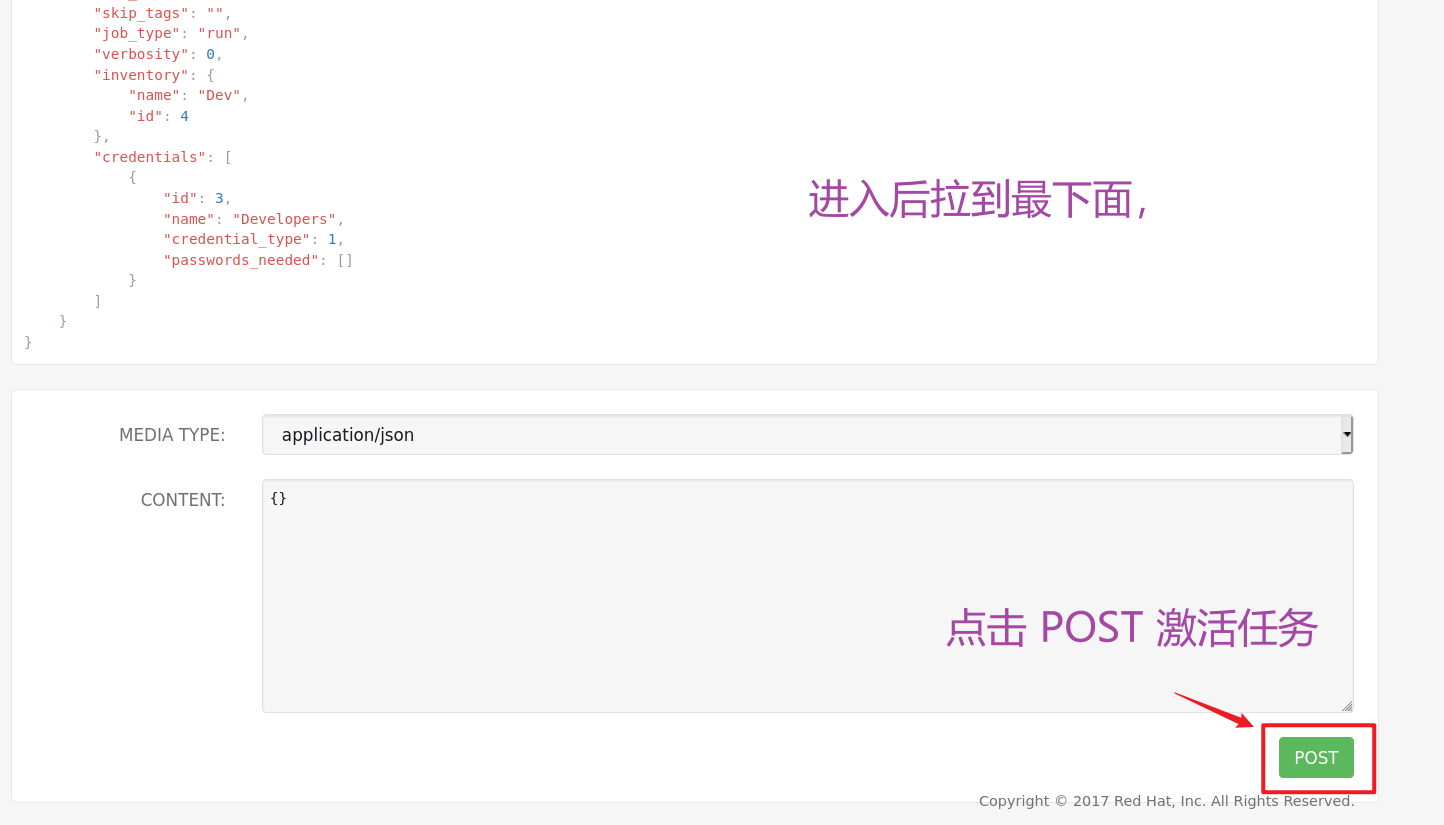 "skip_tags": "",
"job_type": "run",
"verbosity": 0,
"inventory": {
"name": "Dev",
"id": 4
},
"credentials": [
{
"id": 3,
"name": "Developers",
"credential_type": 1,
"passwords_needed": []
}
]
}
}
进入后拉到最下面，
MEDIA TYPE: application/json
CONTENT: {}
点击 POST 激活任务
POST
Copyright © 2017 Red Hat, Inc. All Rights Reserved.